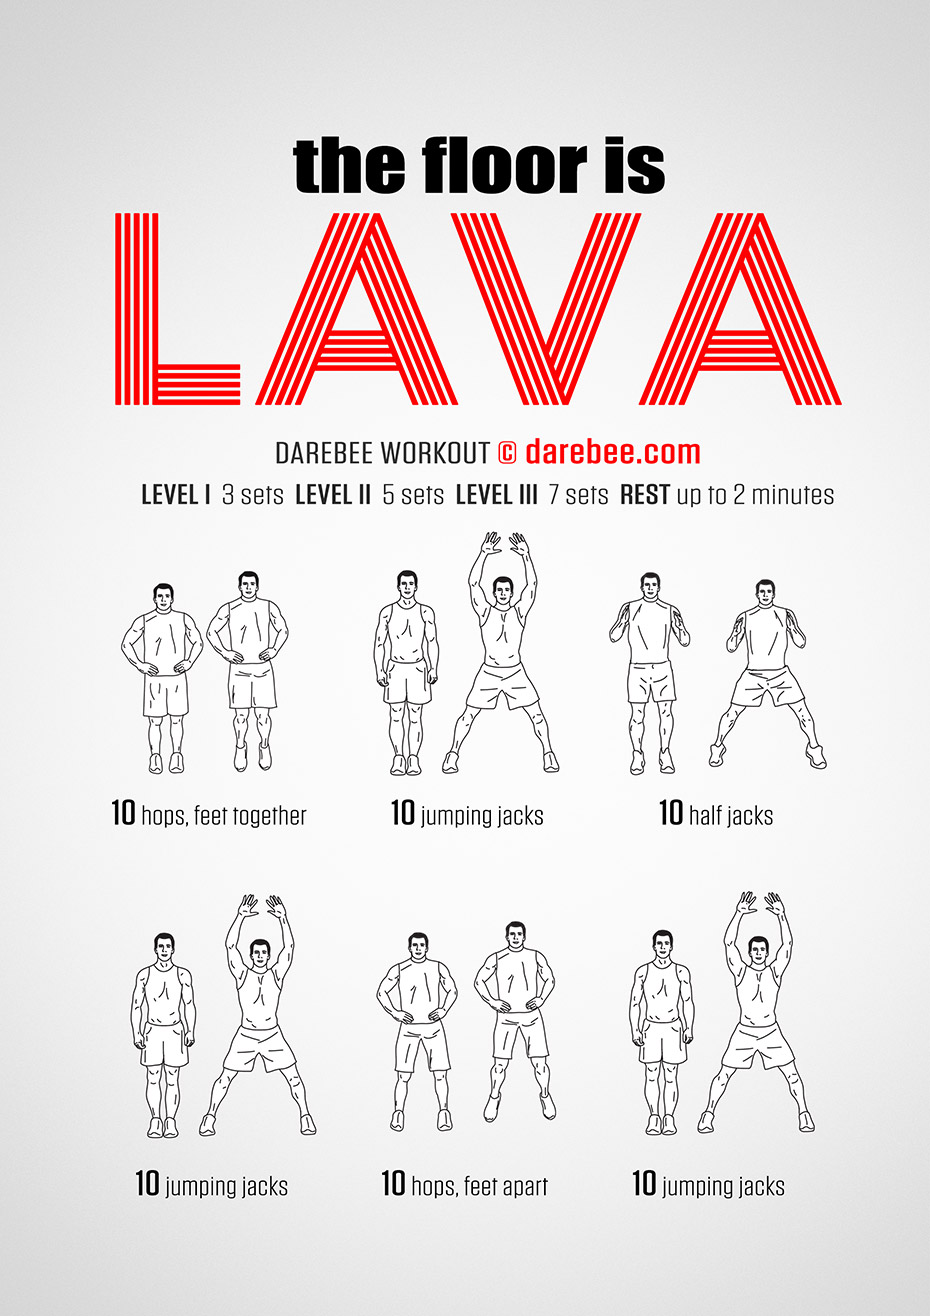 the floor is
LAVA
DAREBEE WORKOUT © darebee.com
LEVEL I 3 sets LEVEL II 5 sets LEVEL III 7 sets REST up to 2 minutes
10 hops, feet together
10 jumping jacks
10 half jacks
10 jumping jacks
10 hops, feet apart
10 jumping jacks